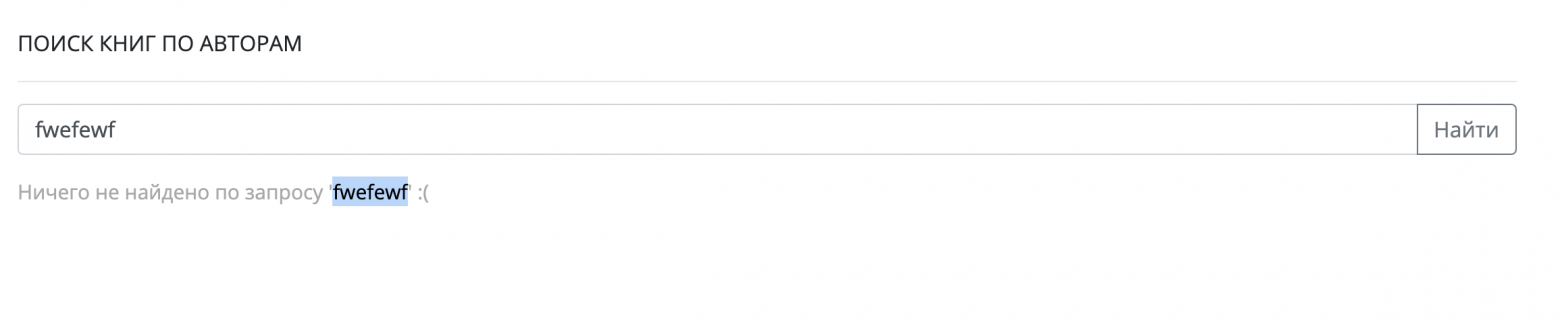 ПОИСК КНИГ ПО АВТОРАМ
fwefewf
Найти
Ничего не найдено по запросу 'fwefewf' :(